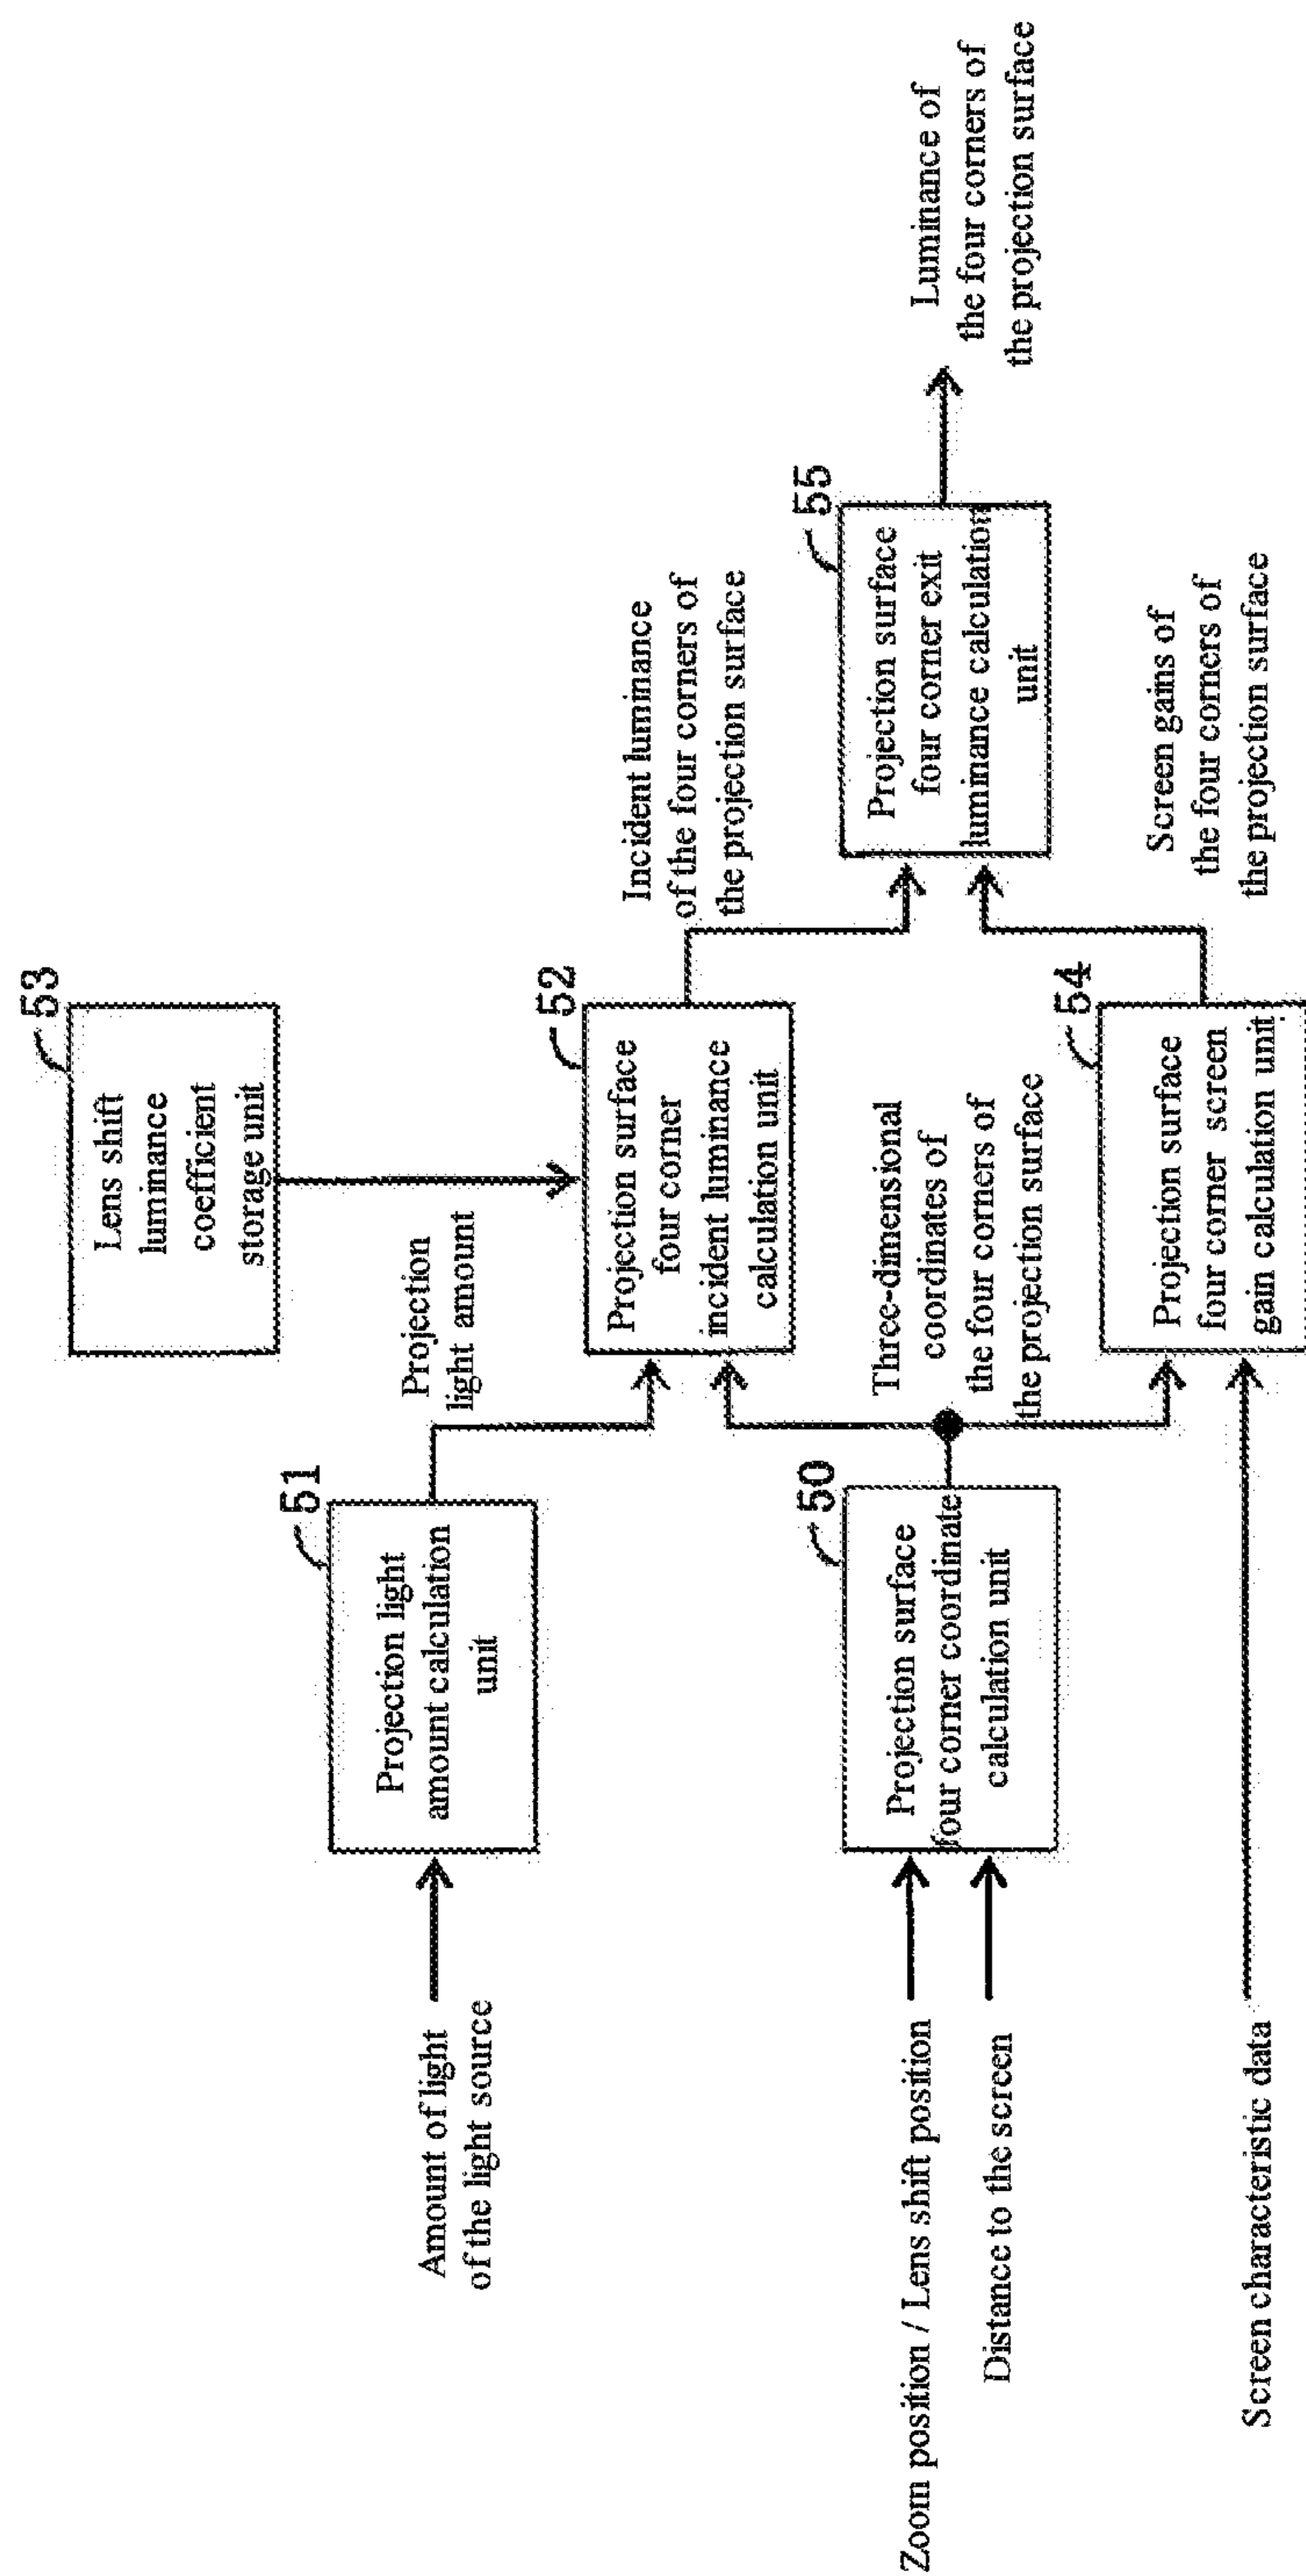 53
Lens shift
luminance
coefficient
storage unit
51
Projection light
amount calculation
unit
Amount of light
of the light source
Projection
light amount
52
Projection surface
four corner
incident luminance
calculation unit
Incident luminance
of the four corners of
the projection surface
55
Projection surface
four corner exit
luminance calculation
unit
Luminance of
the four corners of
the projection surface
Zoom position / Lens shift position
Distance to the screen
50
Projection surface
four corner coordinate
calculation unit
Three-dimensional
coordinates of
the four corners of
the projection surface
54
Projection surface
four corner screen
gain calculation unit
Screen gains of
the four corners of
the projection surface
Screen characteristic data